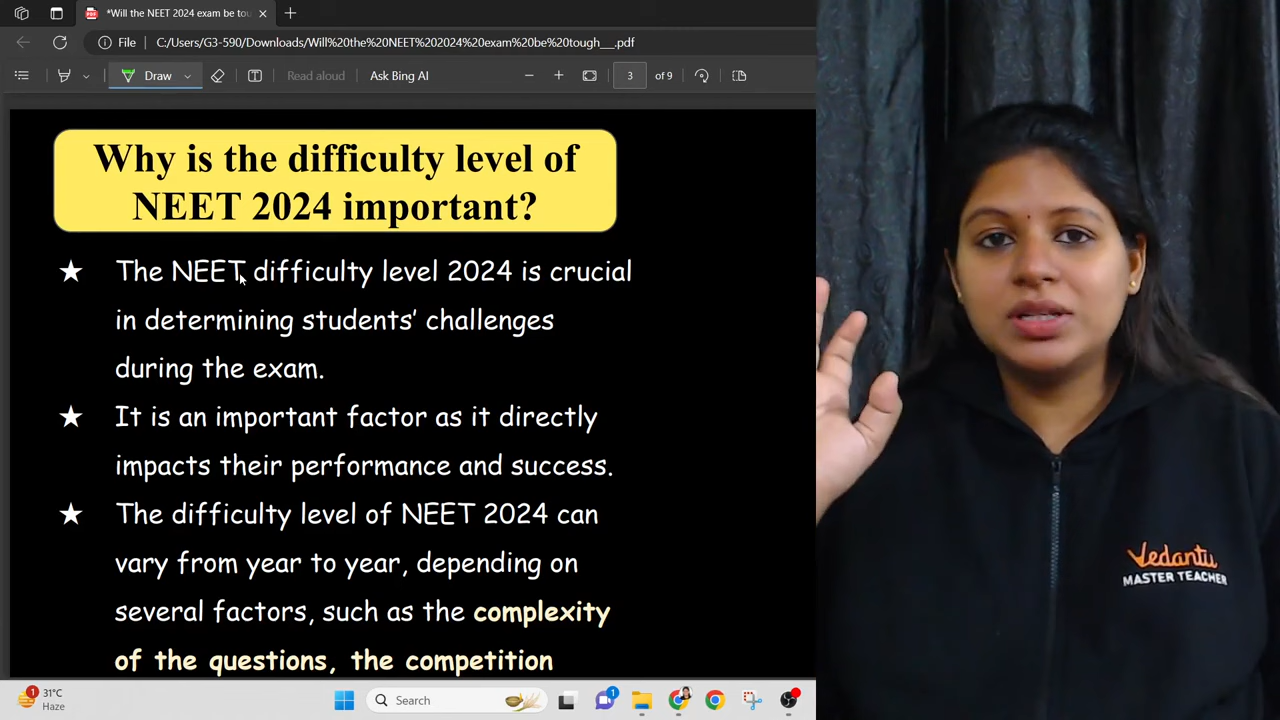 *Will the NEET 2024 exam be tou
File
C:/Users/G3-590/Downloads/Will%20the%20NEET%202024%20exam%20be%20tough___.pdf
Draw
Read aloud
Ask Bing AI
3
of 9
Why is the difficulty level of
NEET 2024 important?
★ The NEET difficulty level 2024 is crucial
in determining students’ challenges
during the exam.
★ It is an important factor as it directly
impacts their performance and success.
★ The difficulty level of NEET 2024 can
vary from year to year, depending on
several factors, such as the complexity
of the questions, the competition
Vedantu
MASTER TEACHER
1
31°C
Haze
Search
1